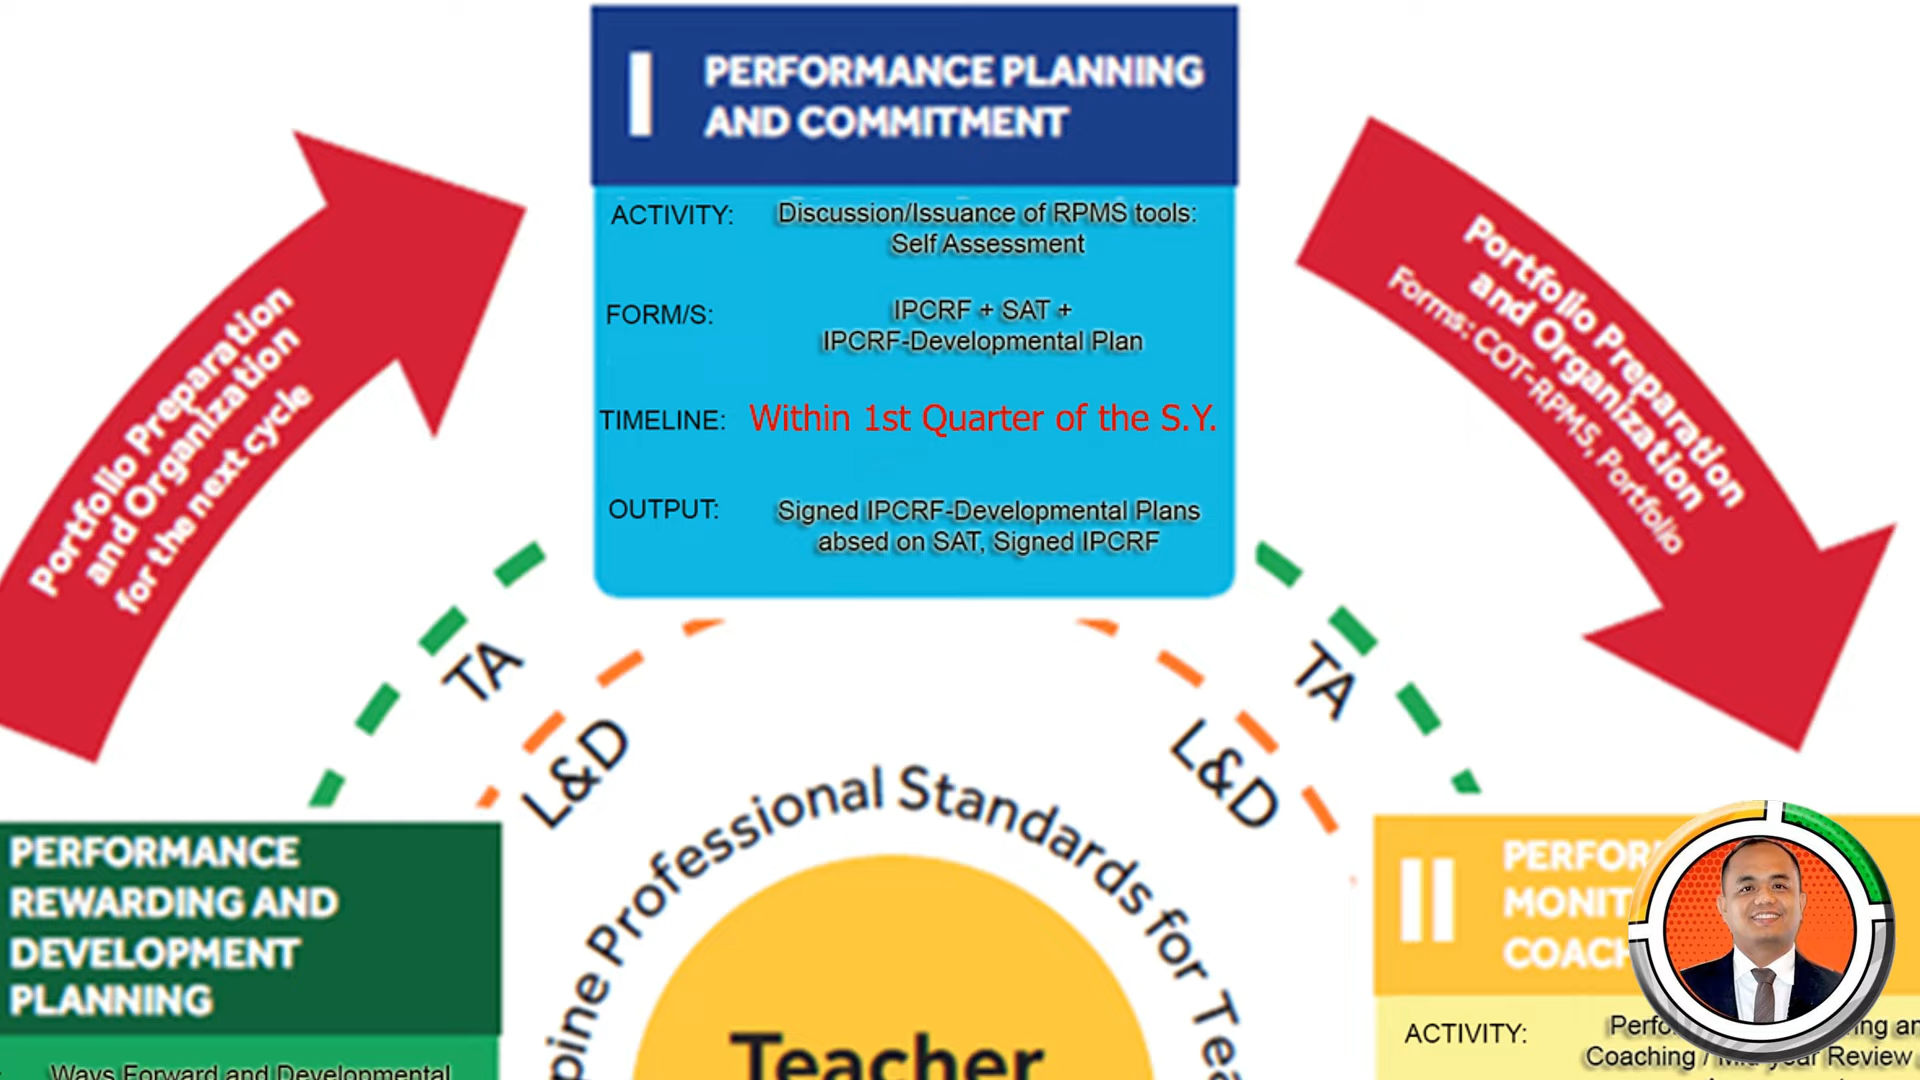 I
PERFORMANCE PLANNING
AND COMMITMENT
ACTIVITY:
Discussion/Issuance of RPMS tools:
Self Assessment
FORM/S:
IPCRF + SAT +
IPCRF-Developmental Plan
TIMELINE:
Within 1st Quarter of the S.Y.
OUTPUT:
Signed IPCRF-Developmental Plans
absed on SAT, Signed IPCRF
Portfolio Preparation
and Organization
for the next cycle
Portfolio Preparation
and Organization
Forms: COT-RPMS, Portfolio
TA
L&D
TA
L&D
Professional Standards for
Teacher
PERFORMANCE
REWARDING AND
DEVELOPMENT
PLANNING
Ways Forward and Developmental
II
ACTIVITY:
Coaching / Review